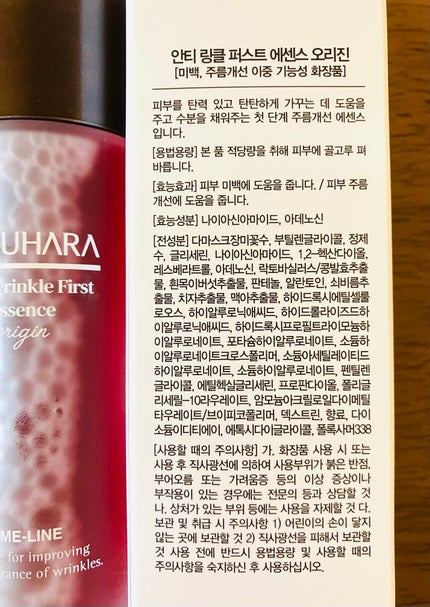 안티 링클 퍼스트 에센스 오리진
[미백, 주름개선 이중 기능성 화장품]
피부를 탄력 있고 탄탄하게 가꾸는 데 도움을
주고 수분을 채워주는 첫 단계 주름개선 에센스
입니다.
[용법용량] 본 품 적당량을 취해 피부에 골고루 펴
바릅니다.
[효능효과] 피부 미백에 도움을 줍니다. / 피부 주름
개선에 도움을 줍니다.
[효능성분] 나이아신아마이드, 아데노신
[전성분] 다마스크장미꽃수, 부틸렌글라이콜, 정제
수, 글리세린, 나이아신아마이드, 1,2-헥산다이올,
레스베라트롤, 아데노신, 락토바실러스/콩발효추출
물, 흰목이버섯추출물, 판테놀, 알란토인, 쇠비름추
출물, 치자추출물, 맥아추출물, 하이드록시에틸셀룰
로오스, 하이알루로닉애씨드, 하이드롤라이즈드하
이알루로닉애씨드, 하이드록시프로필트라이모늄하
이알루로네이트, 포타슘하이알루로네이트, 소듐하
이알루로네이트크로스폴리머, 소듐아세틸레이티드
하이알루로네이트, 소듐하이알루로네이트, 펜틸렌
글라이콜, 에틸헥실글리세린, 프로판다이올, 폴리글
리세릴-10라우레이트, 암모늄아크릴로일다이메틸
타우레이트/브이피코폴리머, 덱스트린, 향료, 다이
소듐이디티에이, 에톡시다이글라이콜, 폴록사머338
[사용할 때의 주의사항] 가. 화장품 사용 시 또는
사용 후 직사광선에 의하여 사용부위가 붉은 반점,
부어오름 또는 가려움증 등의 이상 증상이나
부작용이 있는 경우에는 전문의 등과 상담할 것
나. 상처가 있는 부위 등에는 사용을 자제할 것 다.
보관 및 취급 시 주의사항 1) 어린이의 손이 닿지
않는 곳에 보관할 것 2) 직사광선을 피해서 보관할
것 사용 전에 반드시 용법용량 및 사용할 때의
주의사항을 숙지하신 후 사용하십시오.
UHARA
rinkle First
ssence
origin
ME-LINE
for improving
rance of wrinkles.